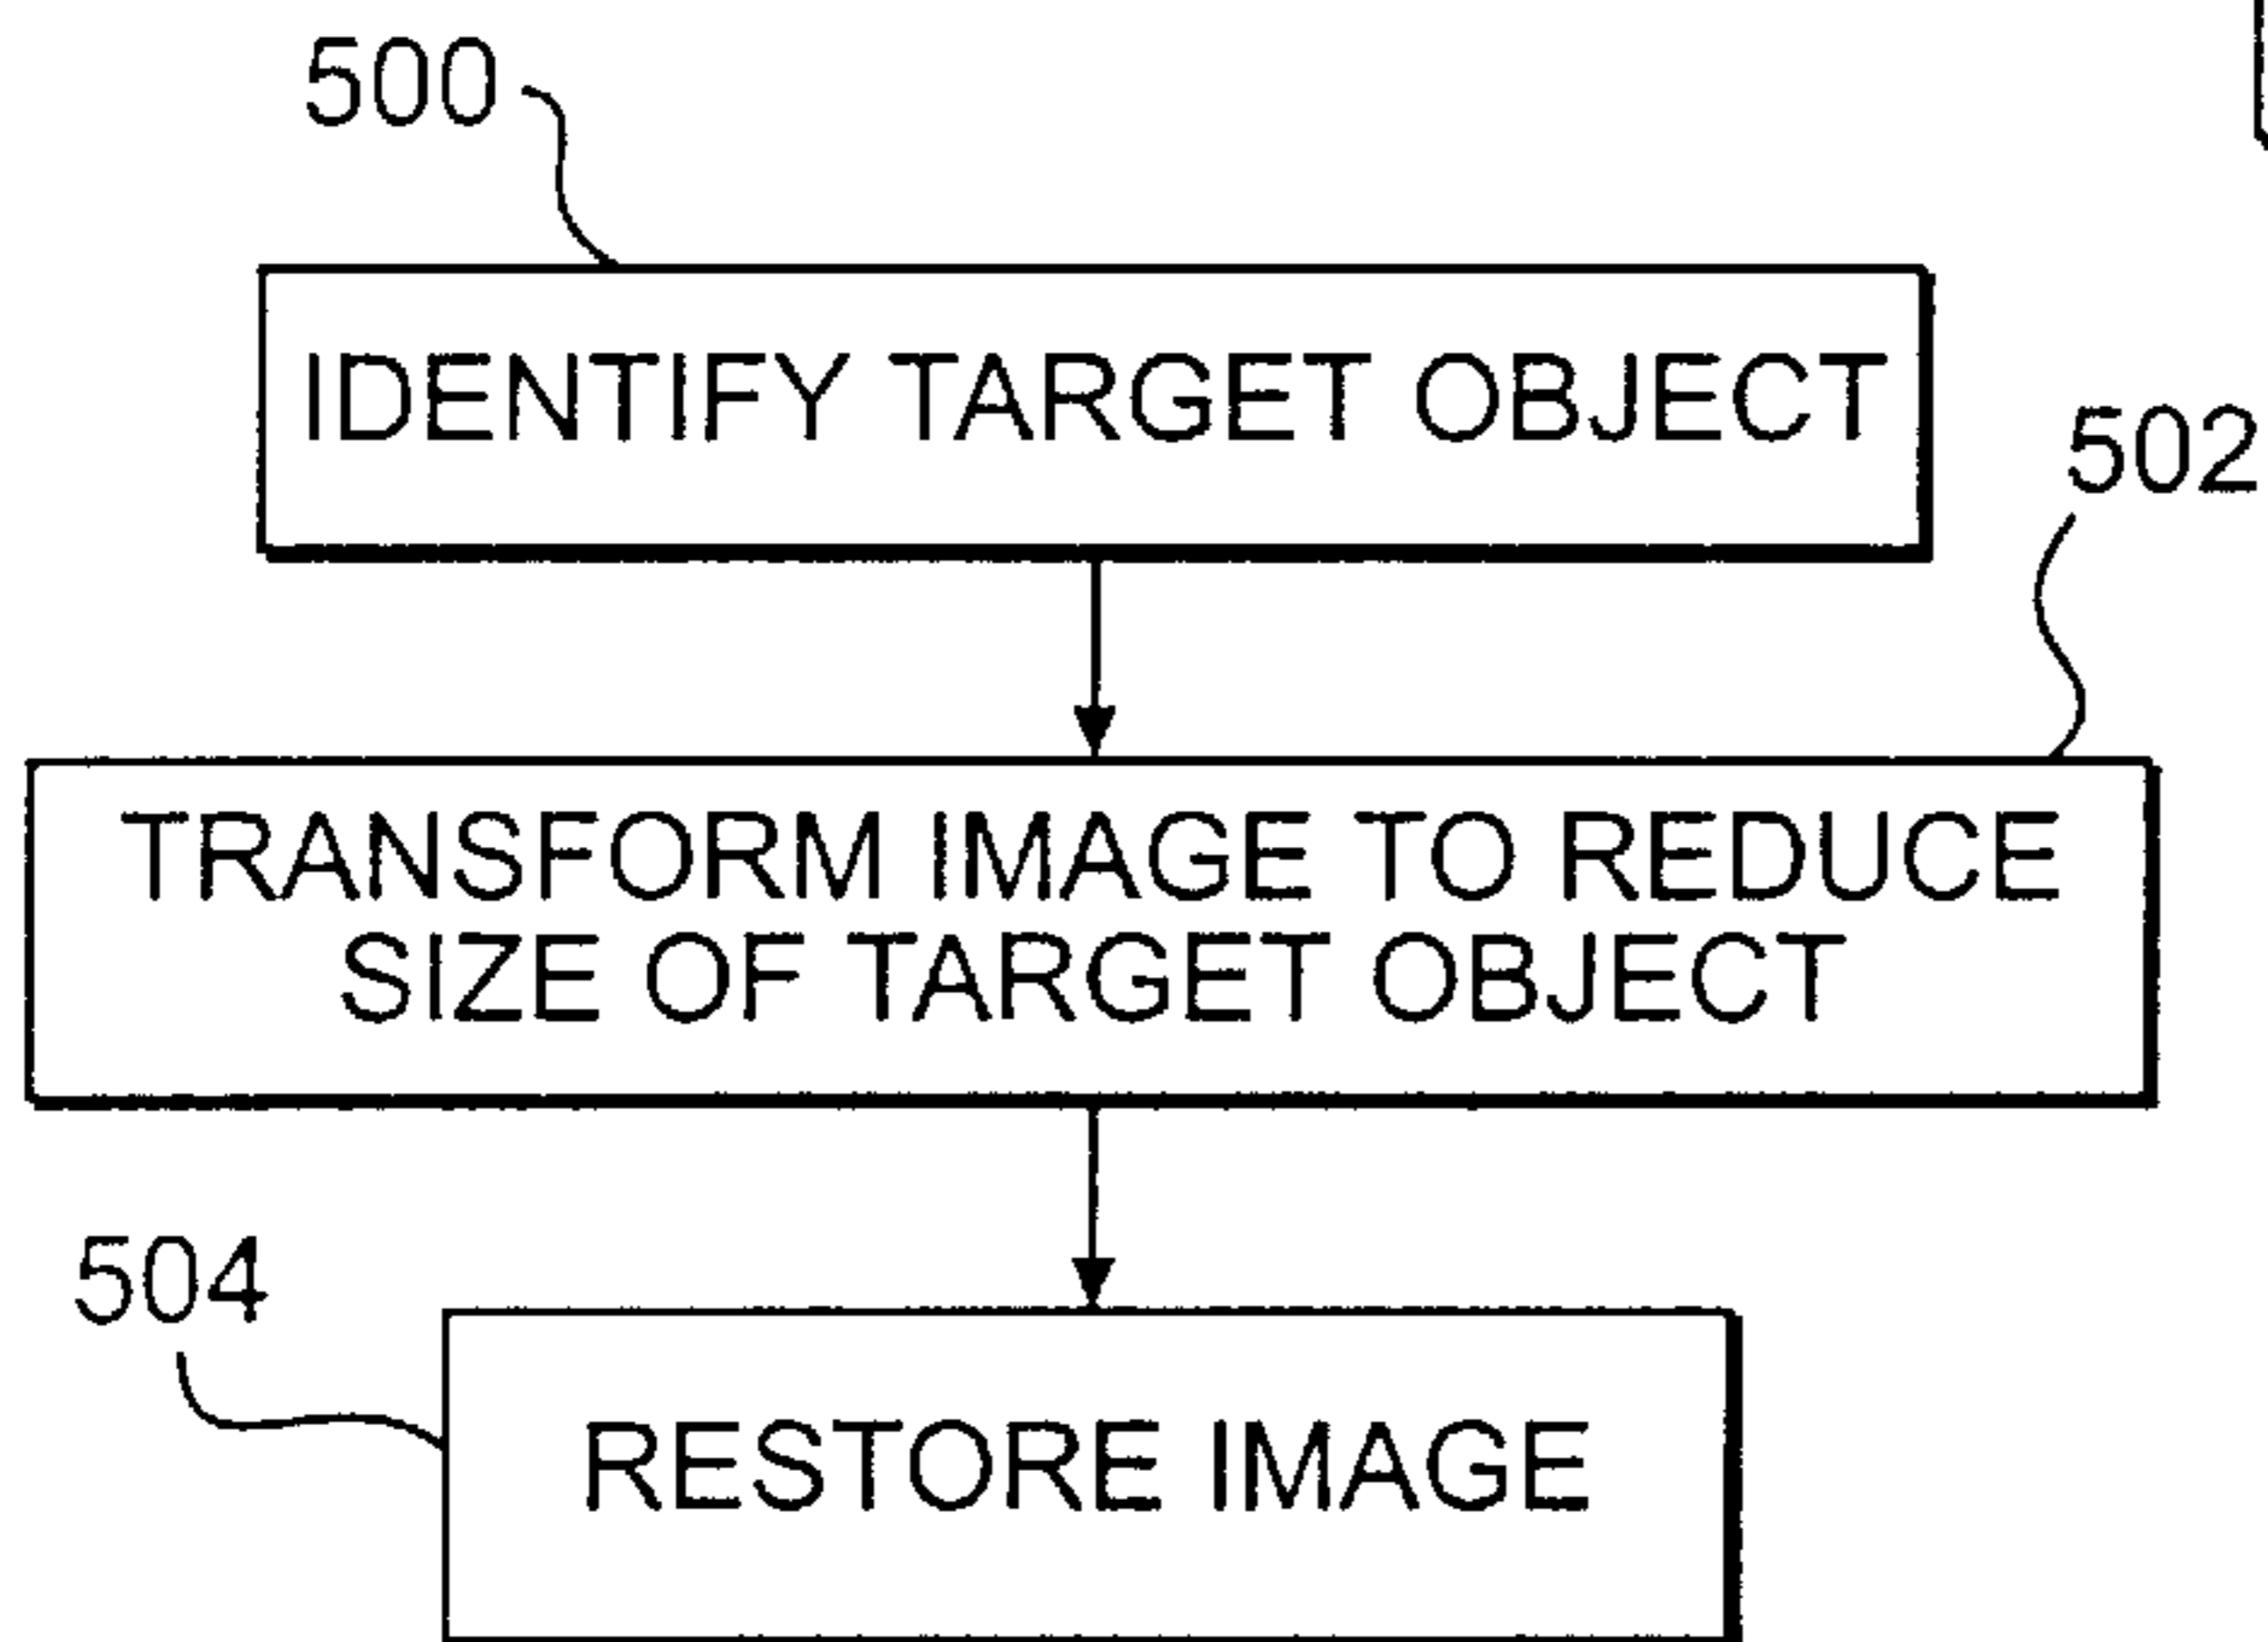 500
IDENTIFY TARGET OBJECT
502
TRANSFORM IMAGE TO REDUCE
SIZE OF TARGET OBJECT
504
RESTORE IMAGE